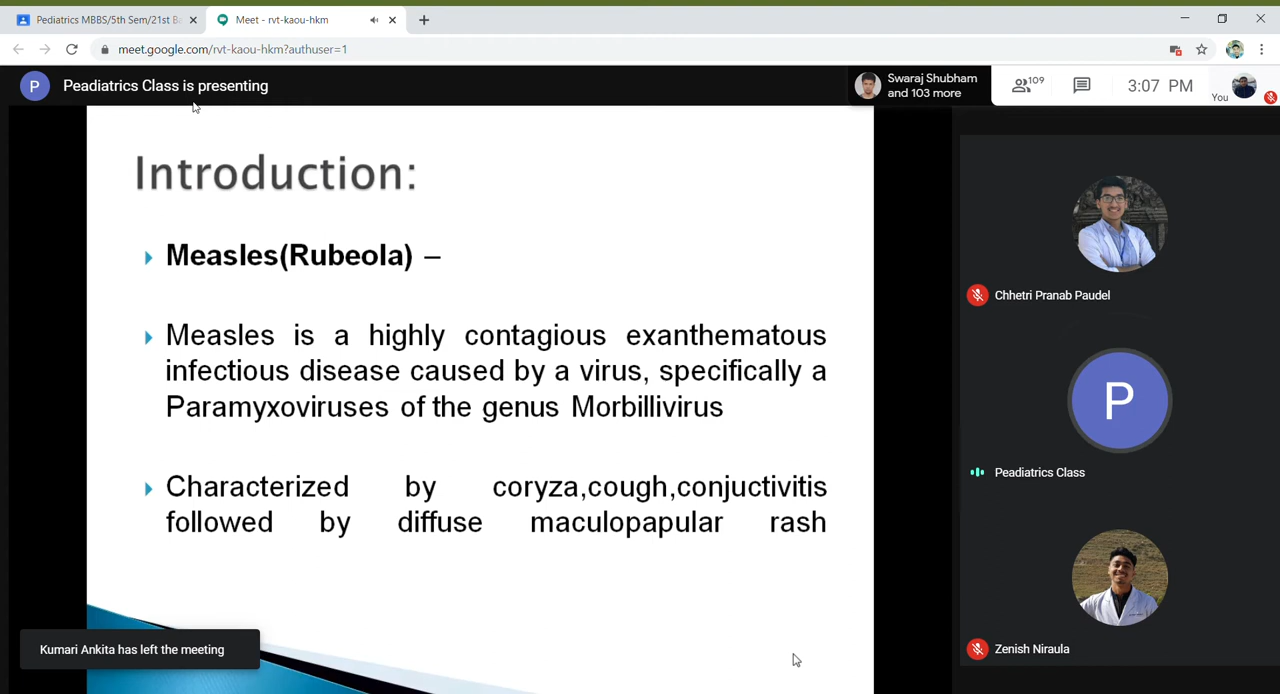 Pediatrics MBBS/5th Sem/21st B
Meet - rvt-kaou-hkm
meet.google.com/rvt-kaou-hkm?authuser=1
P
Peadiatrics Class is presenting
Swaraj Shubham
and 103 more
109
3:07 PM
You
Introduction:
Measles(Rubeola) –
Measles is a highly contagious exanthematous
infectious disease caused by a virus, specifically a
Paramyxoviruses of the genus Morbillivirus
Characterized by coryza,cough,conjuctivitis
followed by diffuse maculopapular rash
Kumari Ankita has left the meeting
Chhetri Pranab Paudel
P
Peadiatrics Class
Zenish Niraula